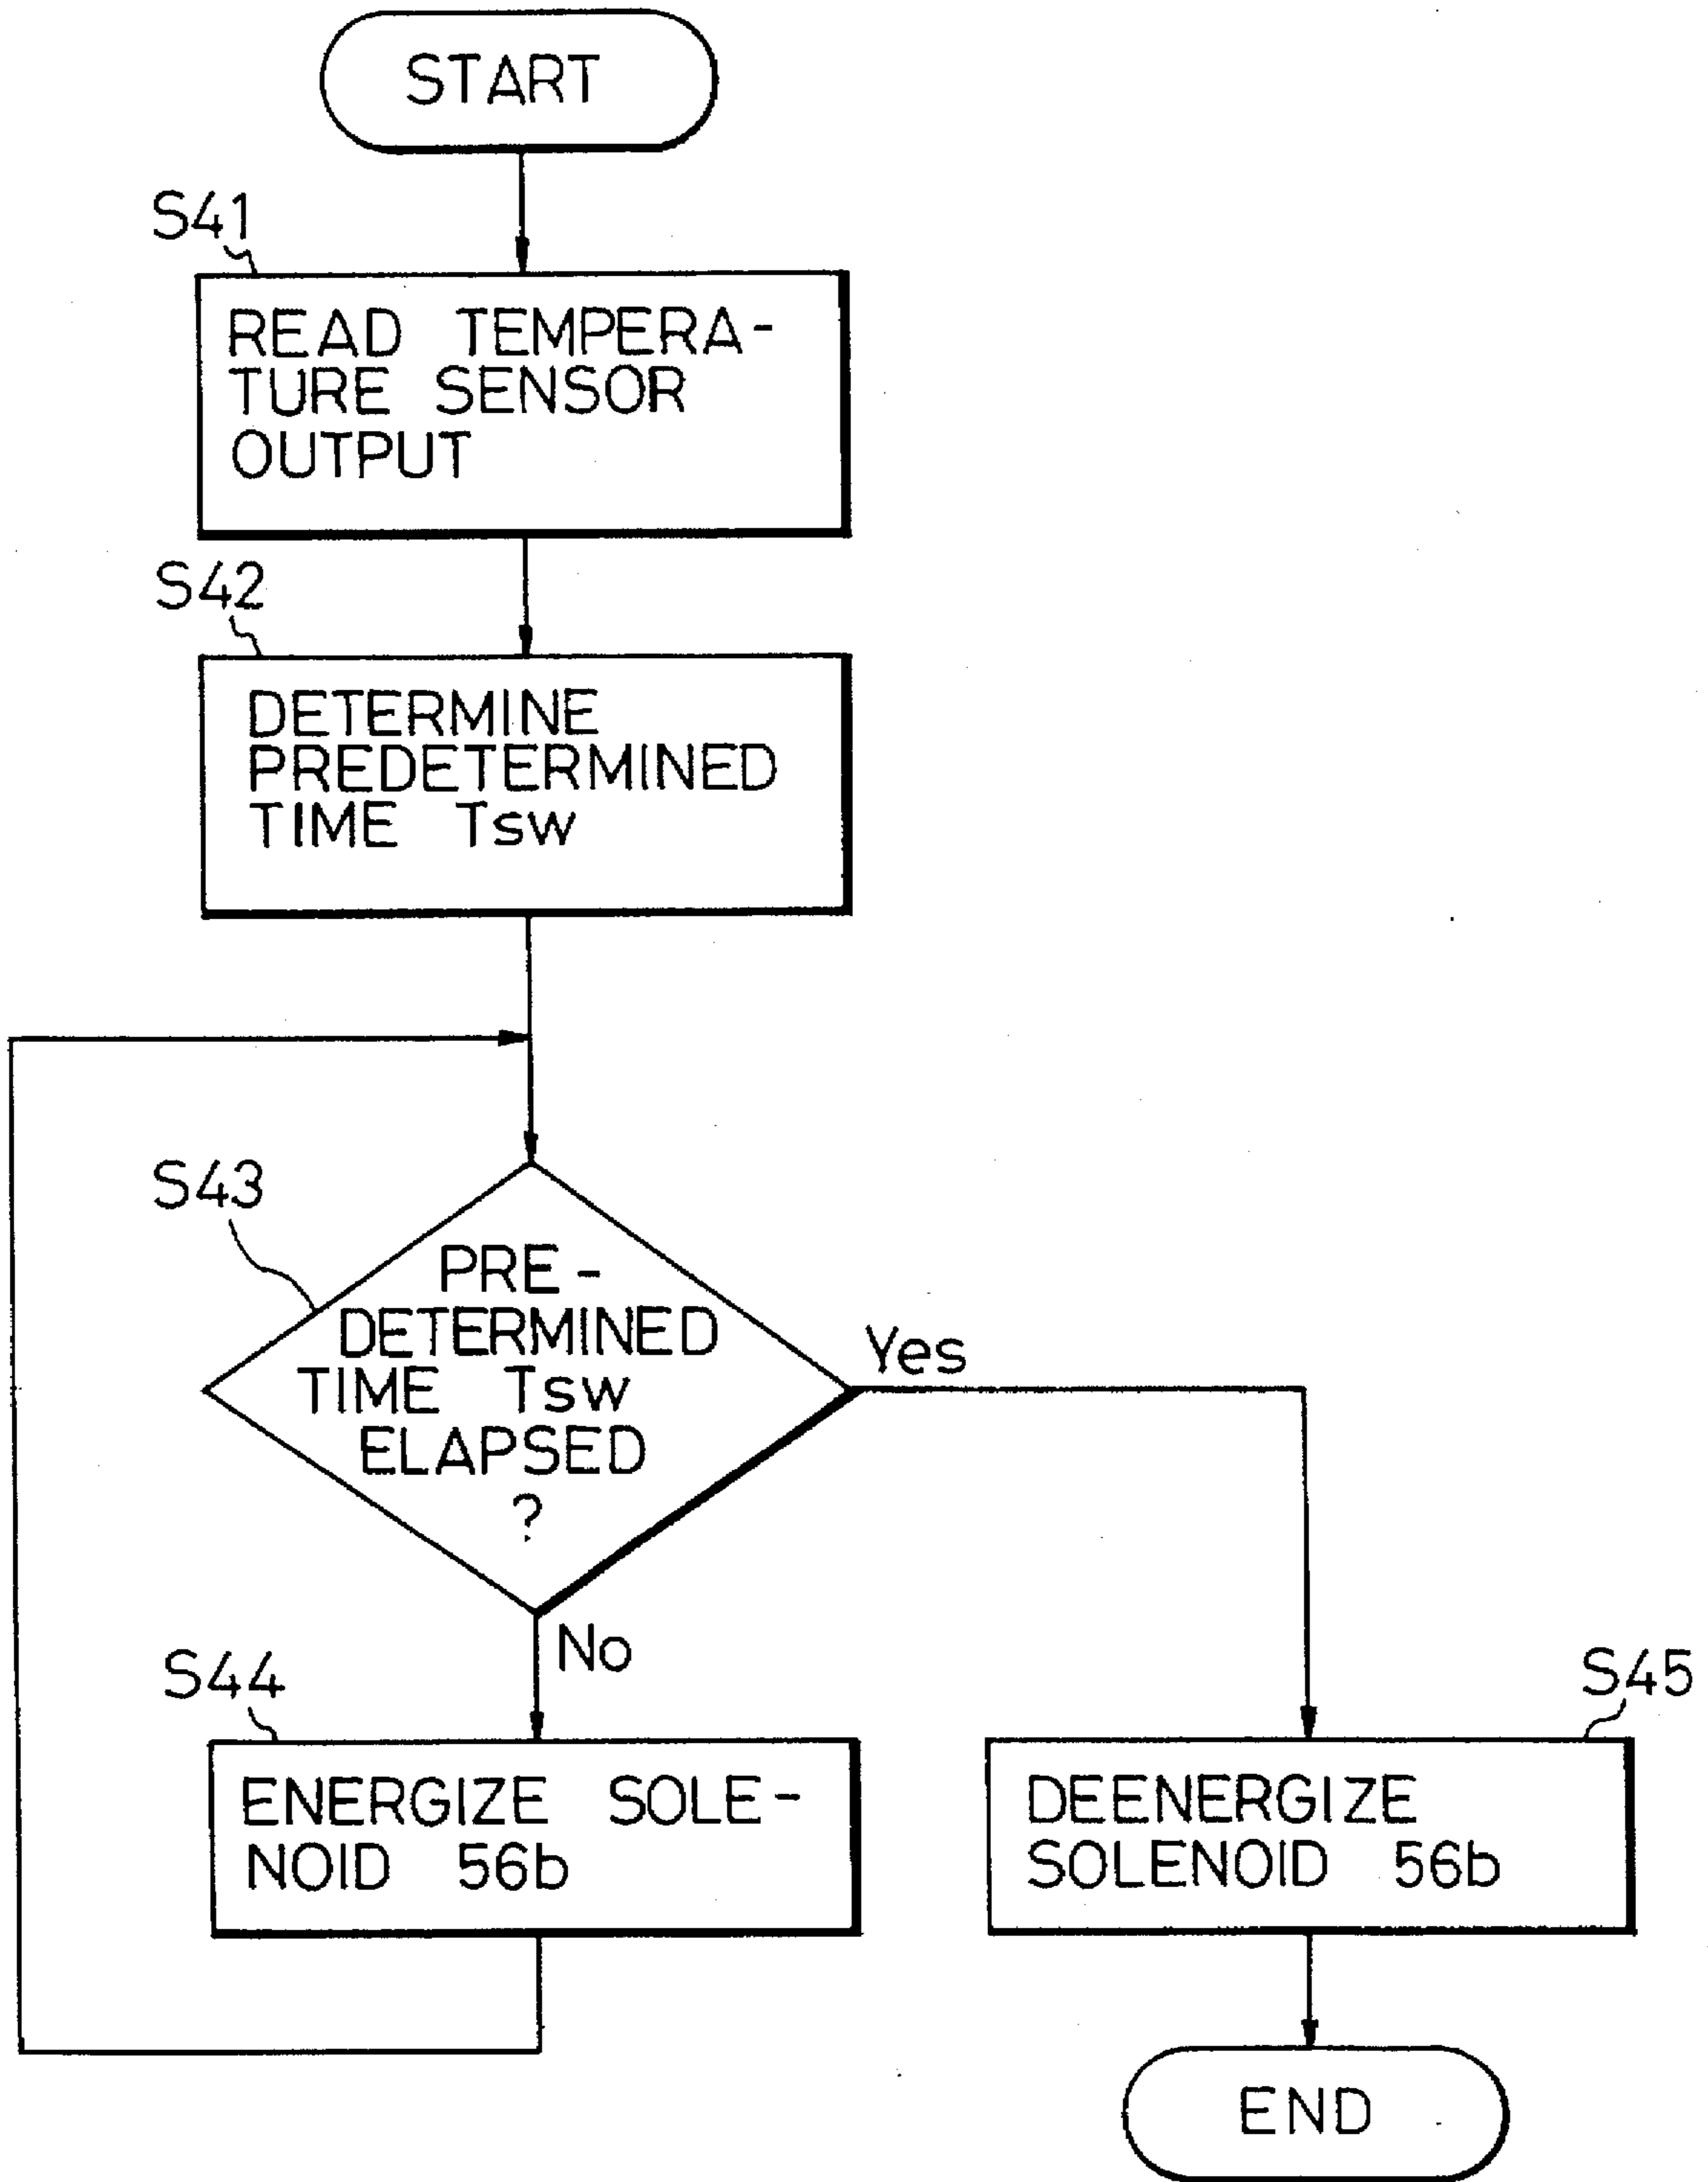 START
S41
READ TEMPERA-
TURE SENSOR
OUTPUT
S42
DETERMINE
PREDETERMINED
TIME Tsw
S43
PRE-
DETERMINED
TIME Tsw
ELAPSED
?
Yes
No
S44
ENERGIZE SOLE-
NOID 56b
S45
DEENERGIZE
SOLENOID 56b
END